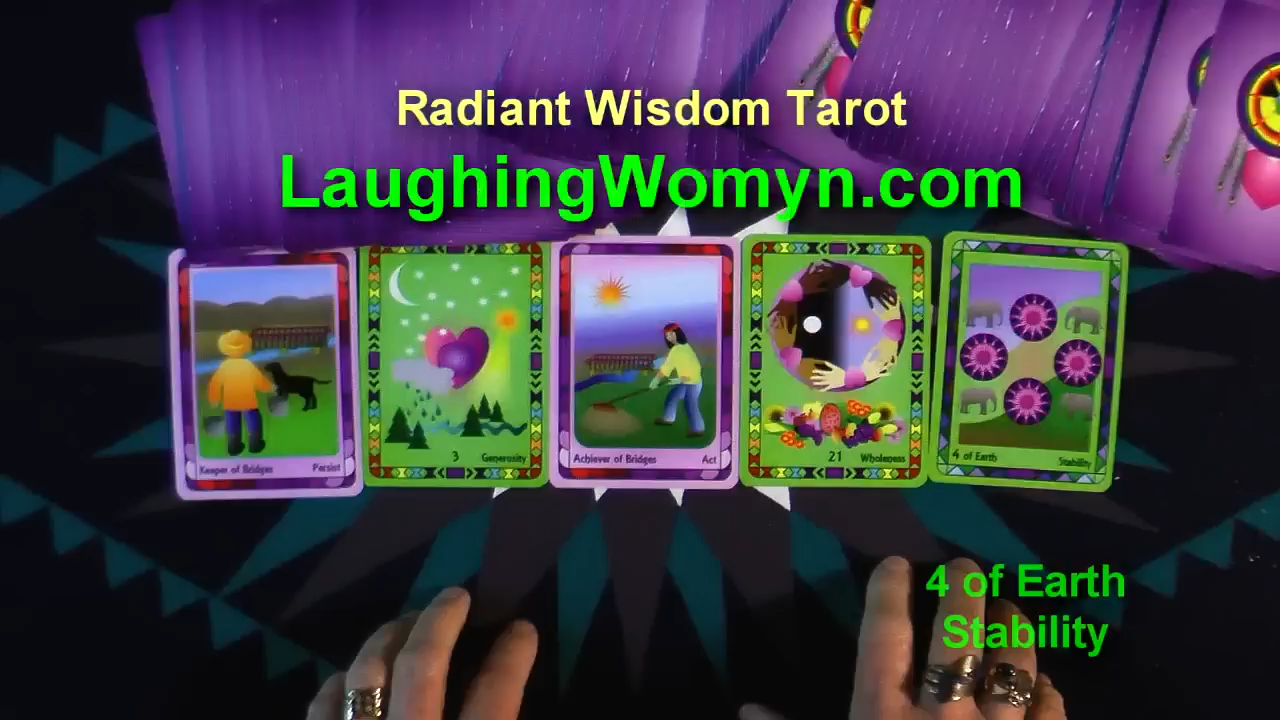 Radiant Wisdom Tarot
LaughingWomyn.com
Keeper of Bridges Persist
3 Generosity
Achiever of Bridges Act
21 Wholeness
4 of Earth Stability
4 of Earth
Stability